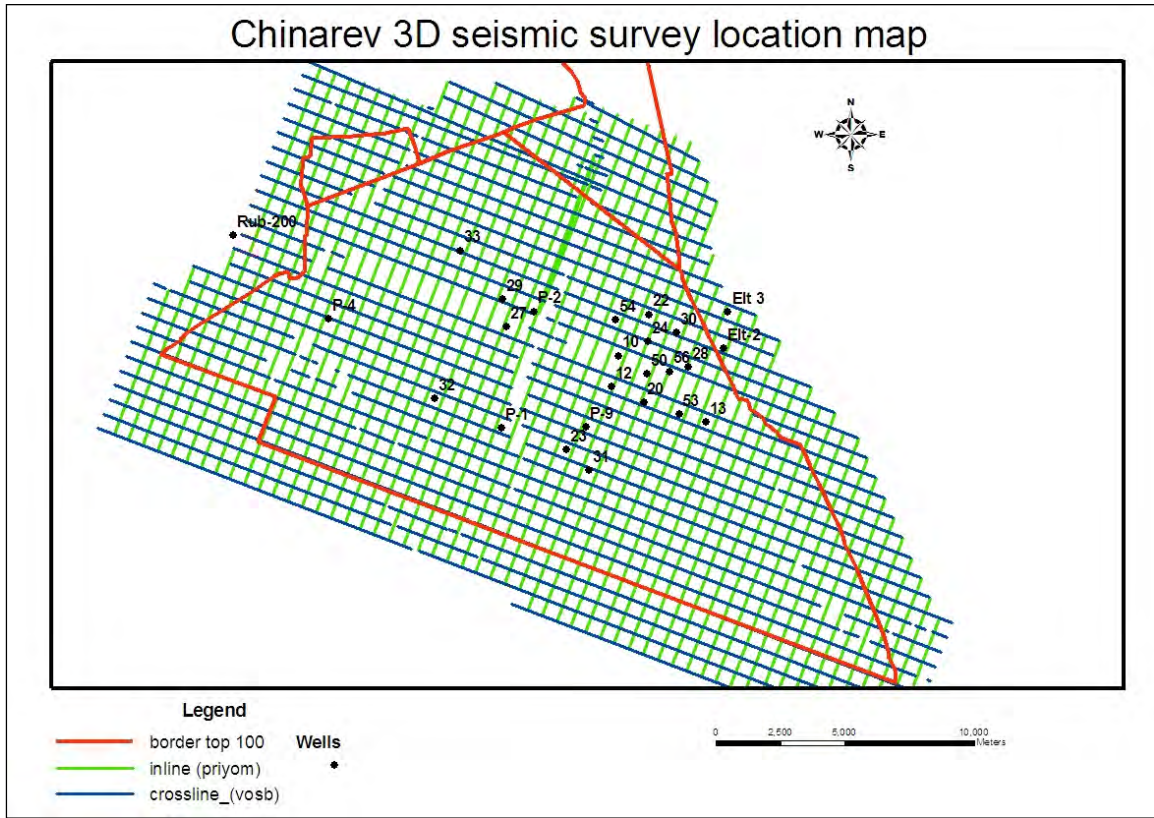 Chinarev 3D seismic survey location map
N
W
E
S
Rub-200
33
29
P-2
Elt 3
P-4
27
54
22
30
24
Elt-2
10
50
56
28
12
32
20
53
13
P-1
P-9
23
31
Legend
border top 100
Wells
inline (priyom)
crossline_(vosb)
0
2,500
5,000
10,000
Meters